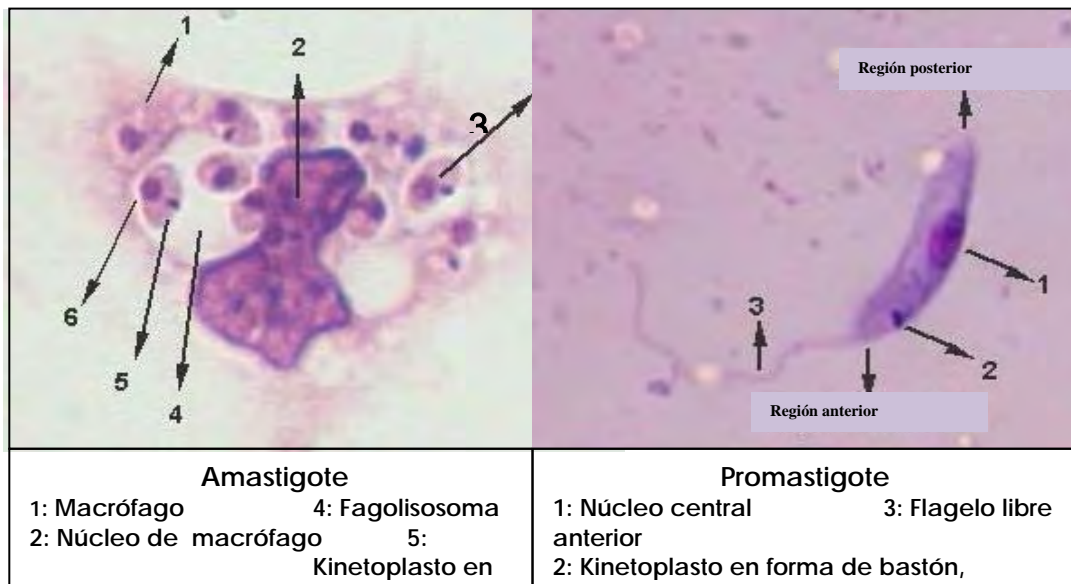 1
2
3
6
5
4
Región posterior
1
3
2
Región anterior
Amastigote
1: Macrófago 4: Fagolisosoma
2: Núcleo de macrófago 5:
Kinetoplasto en
Promastigote
1: Núcleo central 3: Flagelo libre
anterior
2: Kinetoplasto en forma de bastón,